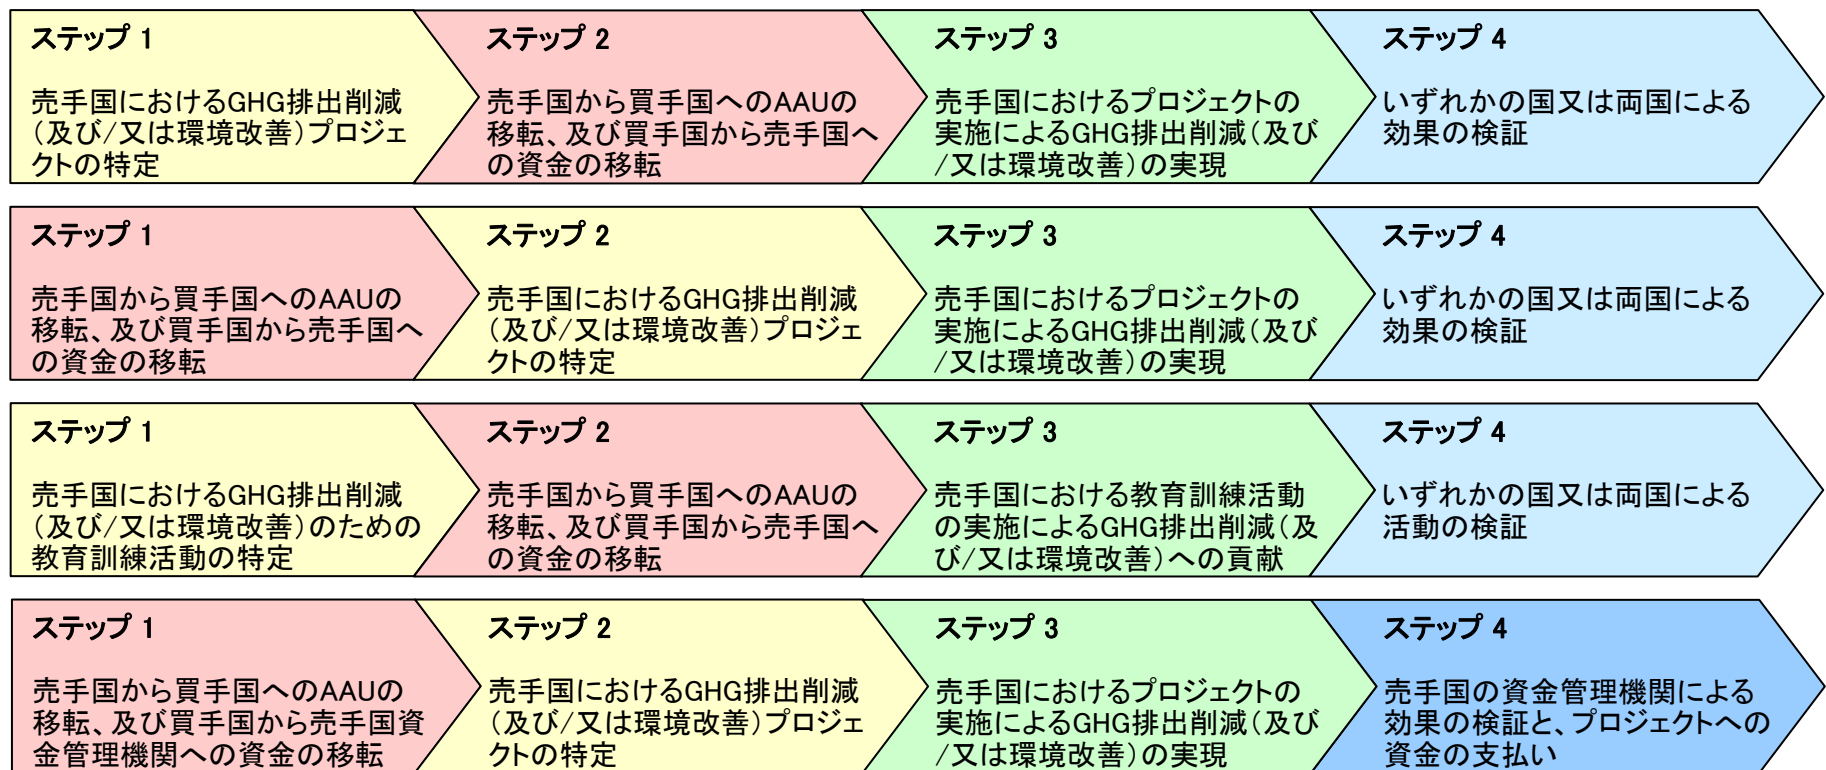 ステップ 1
売手国におけるGHG排出削減
（及び/又は環境改善）プロジェ
クトの特定
ステップ 2
売手国から買手国へのAAUの
移転、及び買手国から売手国へ
の資金の移転
ステップ 3
売手国におけるプロジェクトの
実施によるGHG排出削減（及び
/又は環境改善）の実現
ステップ 4
いずれかの国又は両国による
効果の検証
ステップ 1
売手国から買手国へのAAUの
移転、及び買手国から売手国へ
の資金の移転
ステップ 2
売手国におけるGHG排出削減
（及び/又は環境改善）プロジェ
クトの特定
ステップ 3
売手国におけるプロジェクトの
実施によるGHG排出削減（及び
/又は環境改善）の実現
ステップ 4
いずれかの国又は両国による
効果の検証
ステップ 1
売手国におけるGHG排出削減
（及び/又は環境改善）のための
教育訓練活動の特定
ステップ 2
売手国から買手国へのAAUの
移転、及び買手国から売手国へ
の資金の移転
ステップ 3
売手国における教育訓練活動
の実施によるGHG排出削減（及
び/又は環境改善）への貢献
ステップ 4
いずれかの国又は両国による
活動の検証
ステップ 1
売手国から買手国へのAAUの
移転、及び買手国から売手国資
金管理機関への資金の移転
ステップ 2
売手国におけるGHG排出削減
（及び/又は環境改善）プロジェ
クトの特定
ステップ 3
売手国におけるプロジェクトの
実施によるGHG排出削減（及び
/又は環境改善）の実現
ステップ 4
売手国の資金管理機関による
効果の検証と、プロジェクトへの
資金の支払い